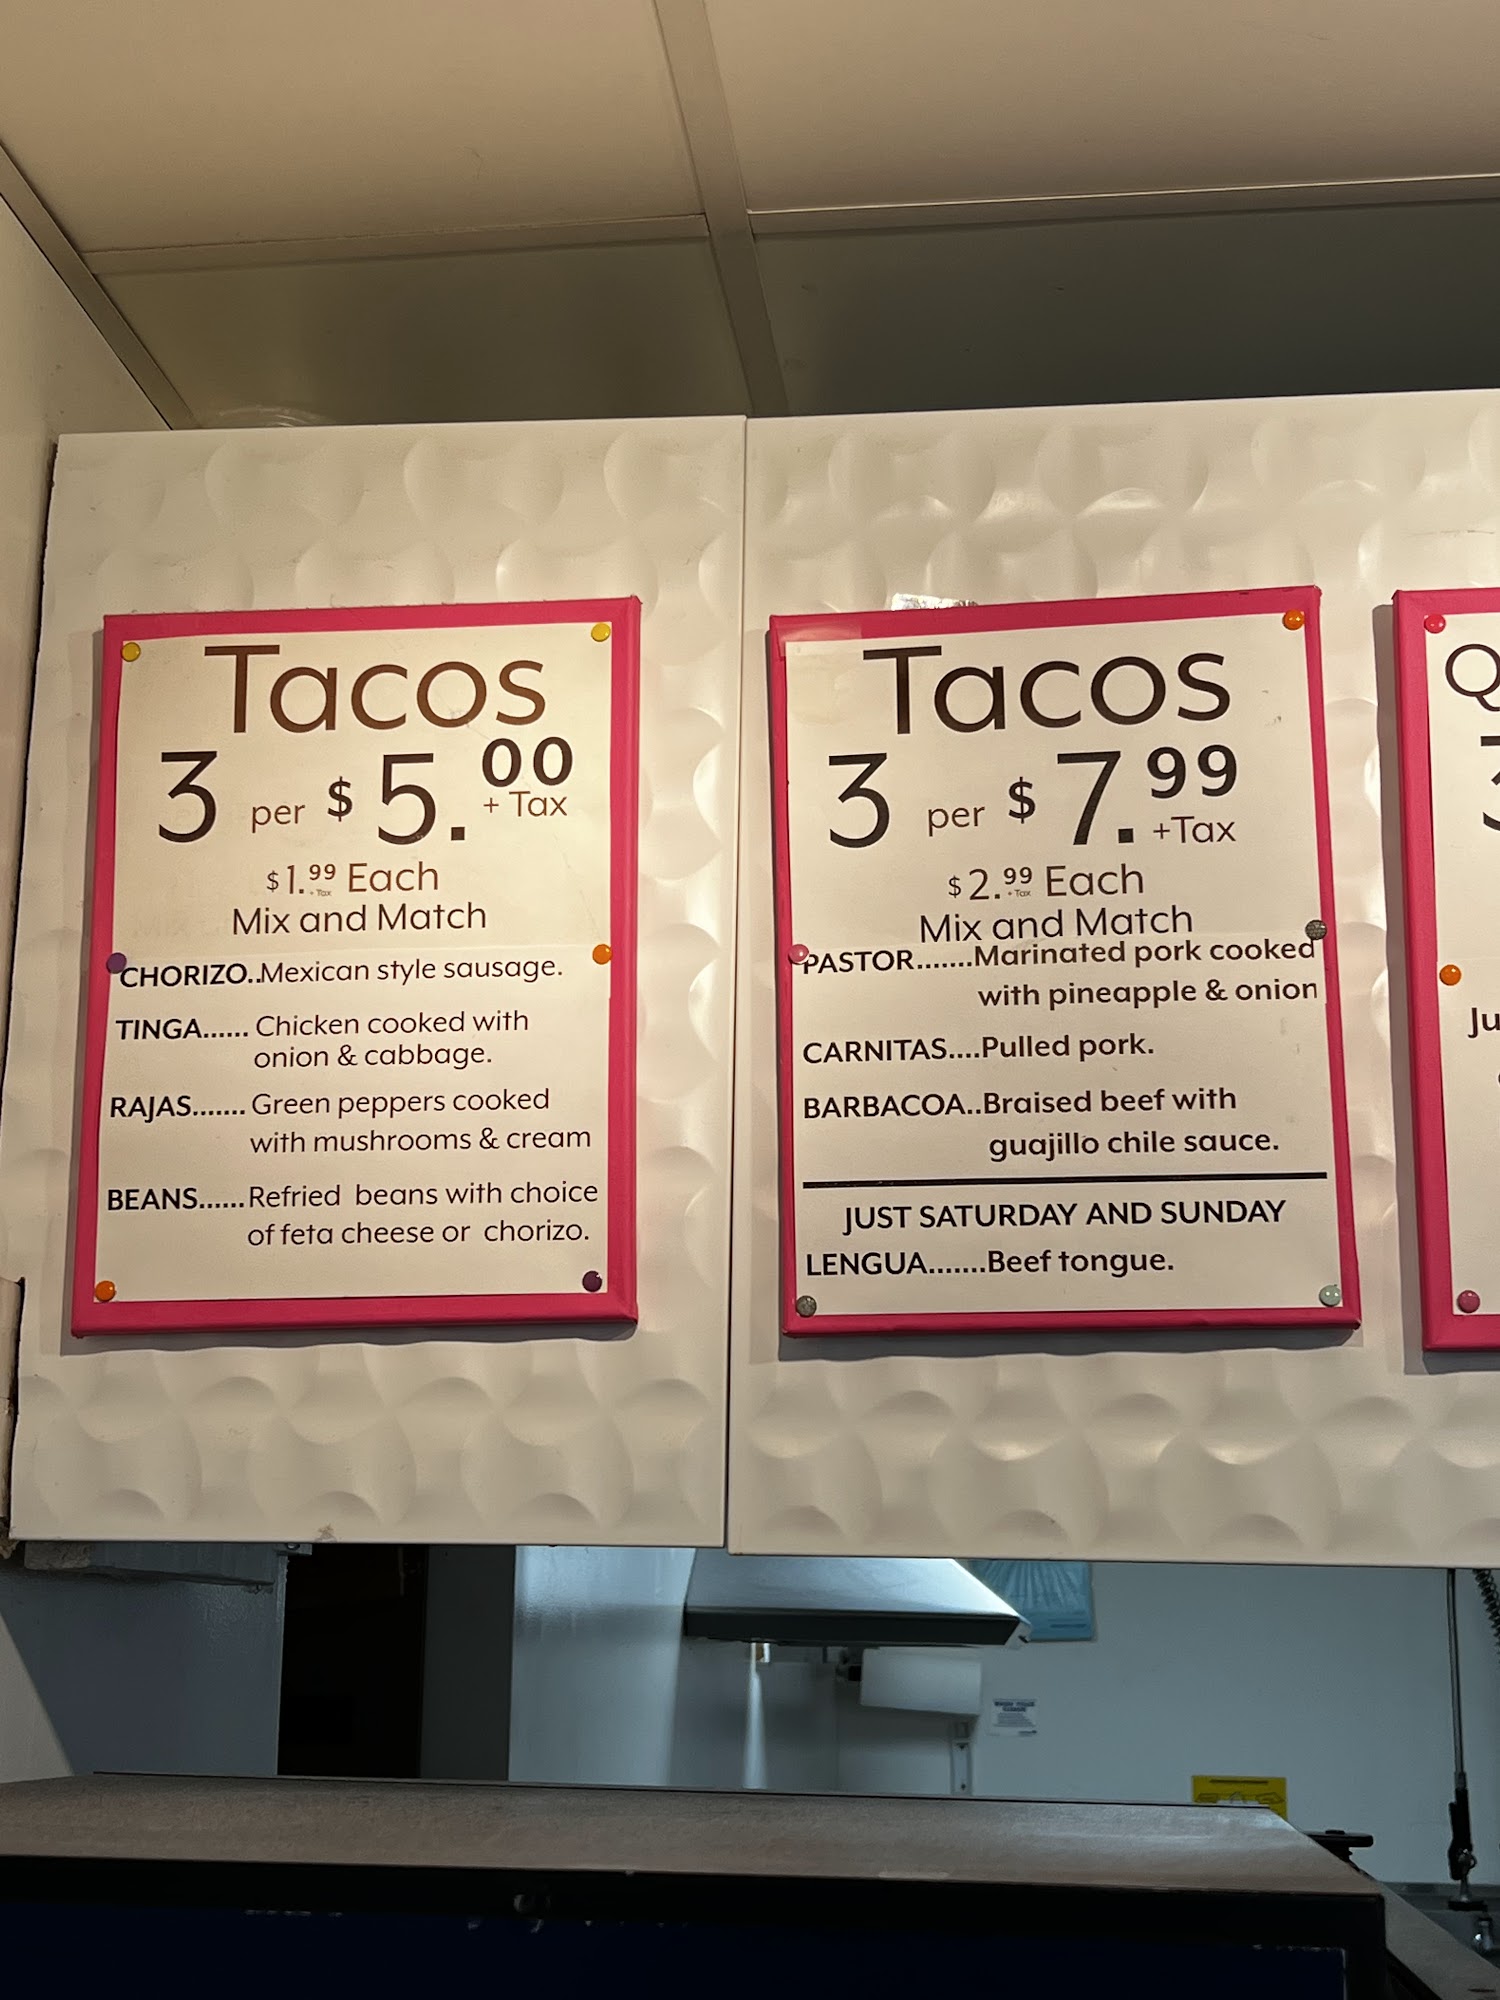 Tacos
3 per $5.00
+ Tax
$1.99 Each
+ Tax
Mix and Match
CHORIZO..Mexican style sausage.
TINGA...... Chicken cooked with
onion & cabbage.
RAJAS....... Green peppers cooked
with mushrooms & cream
BEANS...... Refried beans with choice
of feta cheese or chorizo.
Tacos
3 per $7.99
+Tax
$2.99 Each
+ Tax
Mix and Match
PASTOR.......Marinated pork cooked
with pineapple & onion
CARNITAS....Pulled pork.
BARBACOA..Braised beef with
guajillo chile sauce.
JUST SATURDAY AND SUNDAY
LENGUA.......Beef tongue.